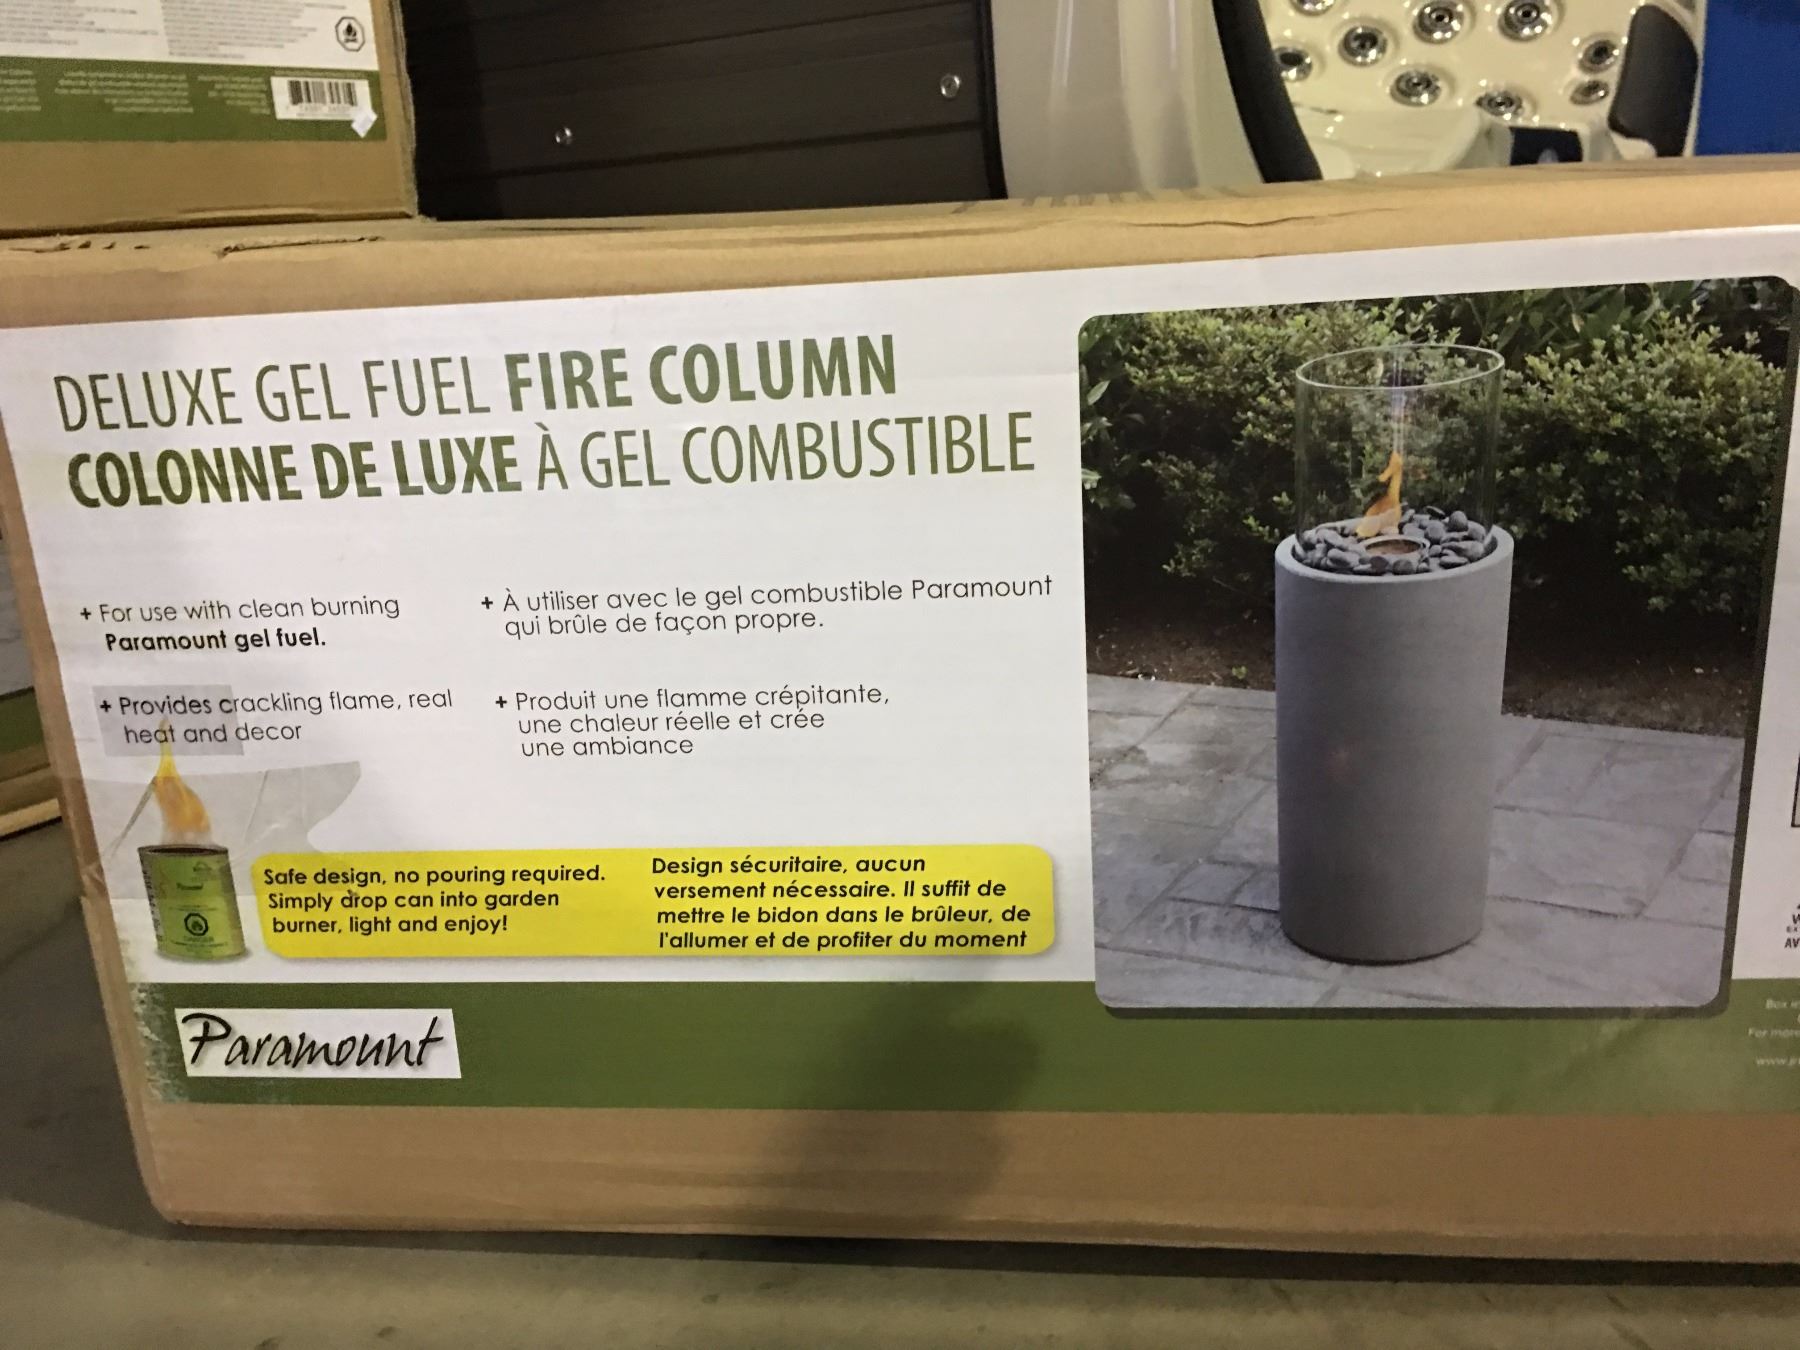 DELUXE GEL FUEL FIRE COLUMN
COLONNE DE LUXE À GEL COMBUSTIBLE
+ For use with clean burning
Paramount gel fuel.
+ Provides crackling flame, real
heat and decor
+ À utiliser avec le gel combustible Paramount
qui brûle de façon propre.
+ Produit une flamme crépitante,
une chaleur réelle et crée
une ambiance
Safe design, no pouring required.
Simply drop can into garden
burner, light and enjoy!
Design sécuritaire, aucun
versement nécessaire. Il suffit de
mettre le bidon dans le brûleur, de
l'allumer et de profiter du moment
Paramount
DANGER
AV
For more